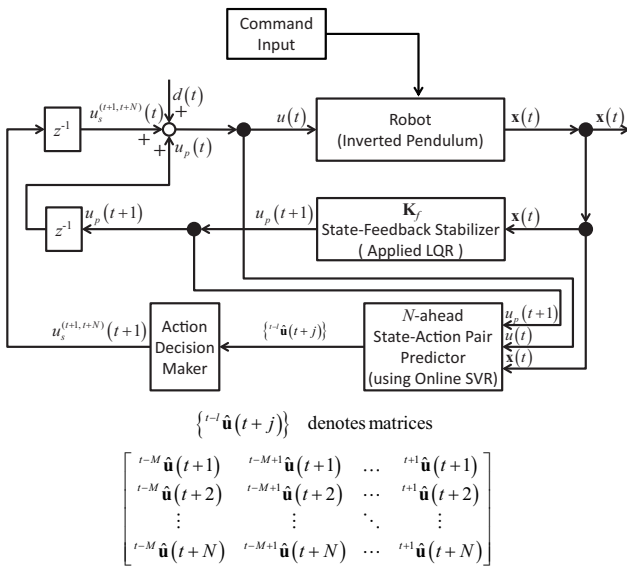 Command
Input
d(t)
u_s^{(t+1, t+N)}(t)
z^{-1}
+
+
+
u_p(t)
u(t)
Robot
(Inverted Pendulum)
x(t)
x(t)
z^{-1}
u_p(t+1)
u_p(t+1)
K_f
State-Feedback Stabilizer
( Applied LQR )
x(t)
u_s^{(t+1, t+N)}(t+1)
Action
Decision
Maker
{^{t-l}û(t+j)}
N-ahead
State-Action Pair
Predictor
(using Online SVR)
u_p(t+1)
u(t)
x(t)
{^{t-l}û(t+j)} denotes matrices
^{t-M}û(t+1) ^{t-M+1}û(t+1) … ^{t+1}û(t+1)
^{t-M}û(t+2) ^{t-M+1}û(t+2) ⋯ ^{t+1}û(t+2)
⋮ ⋮ ⋱ ⋮
^{t-M}û(t+N) ^{t-M+1}û(t+N) ⋯ ^{t+1}û(t+N)